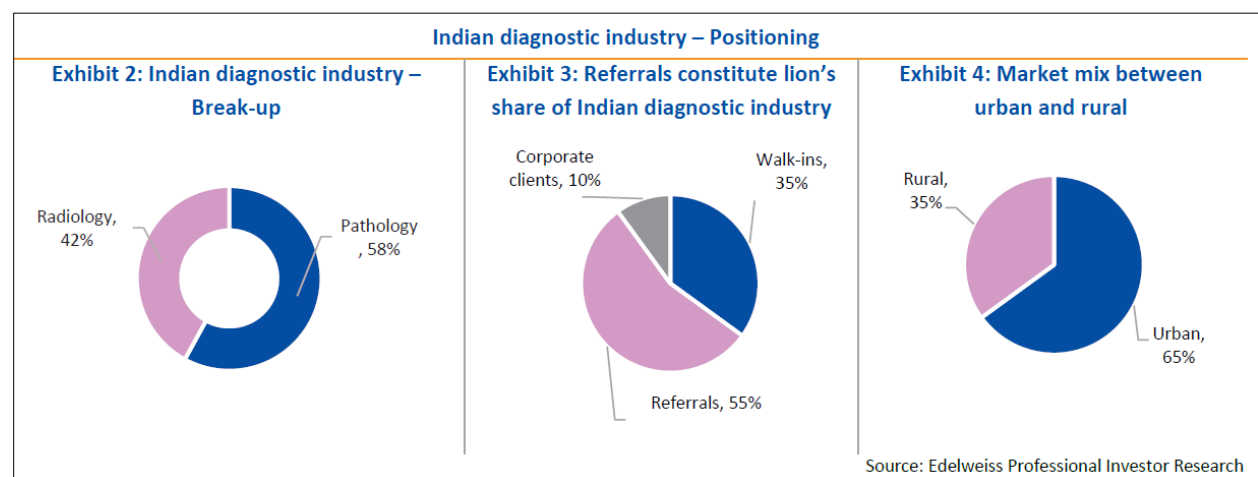 Indian diagnostic industry – Positioning
Exhibit 2: Indian diagnostic industry –
Break-up
Radiology,
42%
Pathology
, 58%
Exhibit 3: Referrals constitute lion's
share of Indian diagnostic industry
Corporate
clients, 10%
Walk-ins,
35%
Referrals, 55%
Exhibit 4: Market mix between
urban and rural
Rural,
35%
Urban,
65%
Source: Edelweiss Professional Investor Research